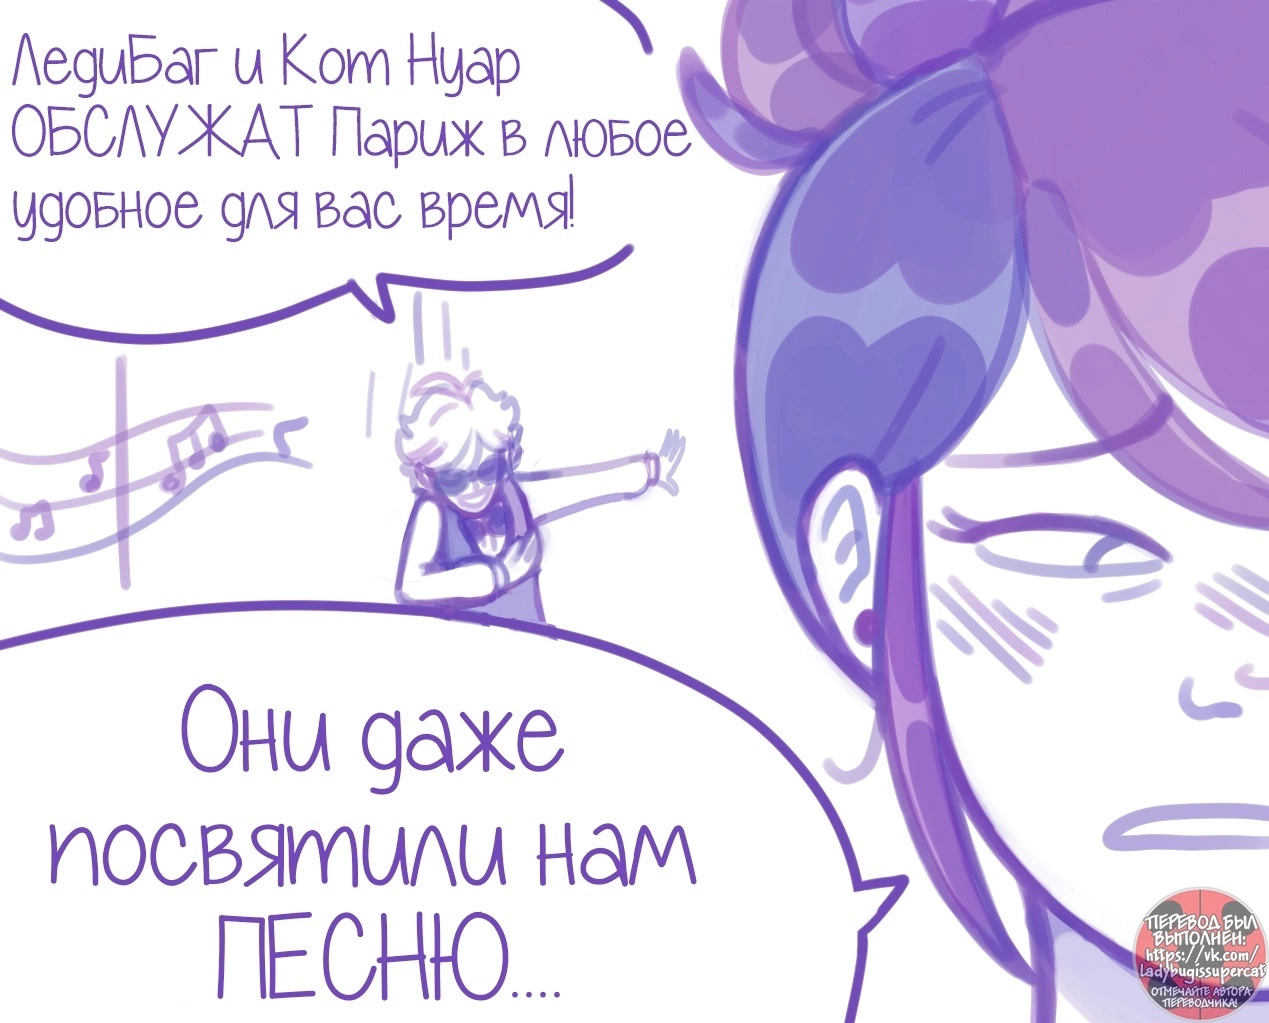 ЛедиБаг и Кот Нуар
ОБСЛУЖАТ Париж в любое
удобное для вас время!
Они даже
посвятили нам
ПЕСНЮ....
ПЕРЕВОД БЫЛ
ВЫПОЛНЕН:
https://vk.com/
ladybugissupercat
ОТМЕЧАЙТЕ АВТОРА-
ПЕРЕВОДЧИКА!